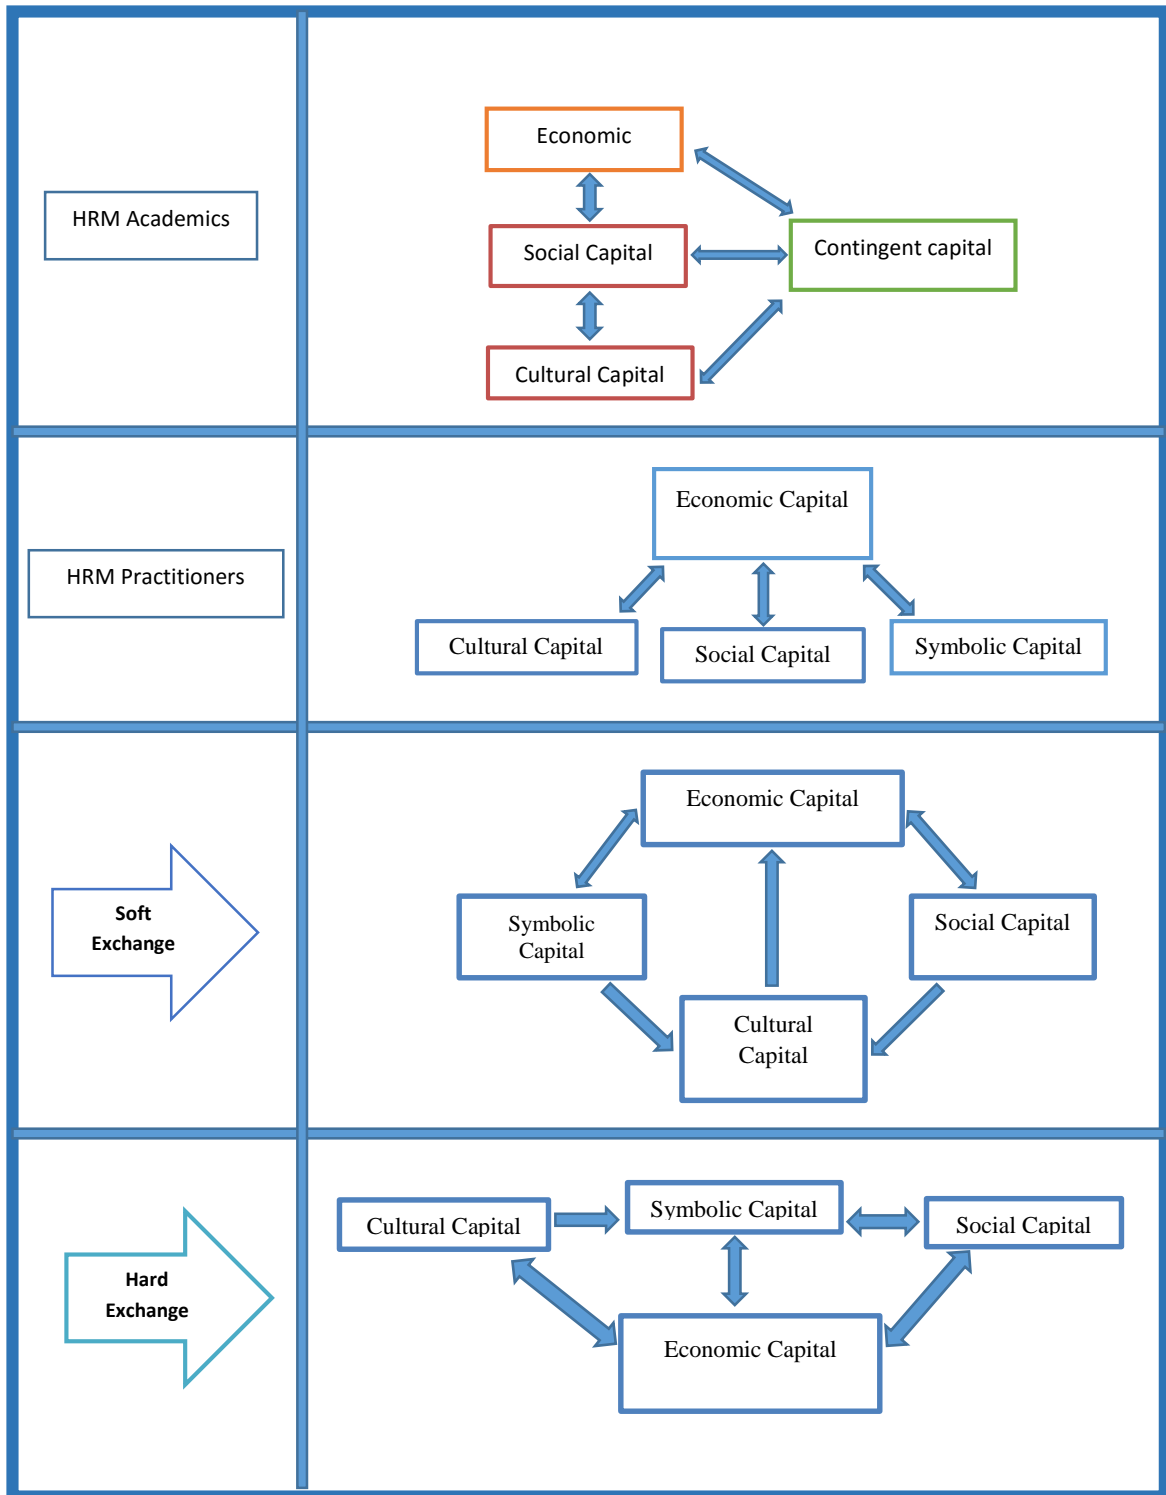 HRM Academics
Economic
Social Capital
Contingent capital
Cultural Capital
HRM Practitioners
Economic Capital
Cultural Capital
Social Capital
Symbolic Capital
Soft
Exchange
Economic Capital
Symbolic
Capital
Social Capital
Cultural
Capital
Hard
Exchange
Cultural Capital
Symbolic Capital
Social Capital
Economic Capital